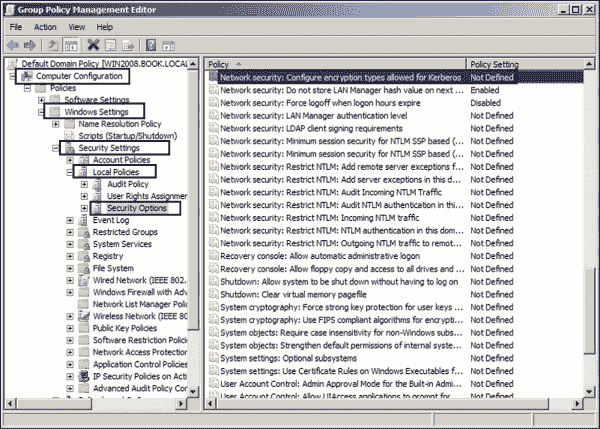 Group Policy Management Editor
File Action View Help
Default Domain Policy [WIN2008.BOOK.LOCAL
Computer Configuration
Policies
Software Settings
Windows Settings
Name Resolution Policy
Scripts (Startup/Shutdown)
Security Settings
Account Policies
Local Policies
Audit Policy
User Rights Assignmen
Security Options
Event Log
Restricted Groups
System Services
Registry
File System
Wired Network (IEEE 802.
Windows Firewall with Adv
Network List Manager Polic
Wireless Network (IEEE 80
Public Key Policies
Software Restriction Polici
Network Access Protection
Application Control Policies
IP Security Policies on Acti
Advanced Audit Policy Con
Policy Policy Setting
Network security: Configure encryption types allowed for Kerberos Not Defined
Network security: Do not store LAN Manager hash value on next ... Enabled
Network security: Force logoff when logon hours expire Disabled
Network security: LAN Manager authentication level Not Defined
Network security: LDAP client signing requirements Not Defined
Network security: Minimum session security for NTLM SSP based (... Not Defined
Network security: Minimum session security for NTLM SSP based (... Not Defined
Network security: Restrict NTLM: Add remote server exceptions f... Not Defined
Network security: Restrict NTLM: Add server exceptions in this d... Not Defined
Network security: Restrict NTLM: Audit Incoming NTLM Traffic Not Defined
Network security: Restrict NTLM: Audit NTLM authentication in this... Not Defined
Network security: Restrict NTLM: Incoming NTLM traffic Not Defined
Network security: Restrict NTLM: NTLM authentication in this dom... Not Defined
Network security: Restrict NTLM: Outgoing NTLM traffic to remot... Not Defined
Recovery console: Allow automatic administrative logon Not Defined
Recovery console: Allow floppy copy and access to all drives and ... Not Defined
Shutdown: Allow system to be shut down without having to log on Not Defined
Shutdown: Clear virtual memory pagefile Not Defined
System cryptography: Force strong key protection for user keys ... Not Defined
System cryptography: Use FIPS compliant algorithms for encrypti... Not Defined
System objects: Require case insensitivity for non-Windows subs... Not Defined
System objects: Strengthen default permissions of internal syste... Not Defined
System settings: Optional subsystems Not Defined
System settings: Use Certificate Rules on Windows Executables f... Not Defined
User Account Control: Admin Approval Mode for the Built-in Admi... Not Defined
User Account Control: Allow UIAccess applications to prompt for ... Not Defined